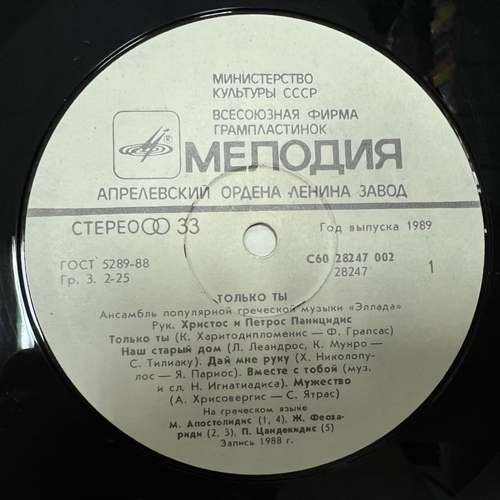 МИНИСТЕРСТВО
КУЛЬТУРЫ СССР
ВСЕСОЮЗНАЯ ФИРМА
ГРАМПЛАСТИНОК
МЕЛОДИЯ
АПРЕЛЕВСКИЙ ОРДЕНА ЛЕНИНА ЗАВОД
СТЕРЕО 33
Год выпуска 1989
ГОСТ 5289-88
Гр. 3. 2-25
С60 28247 002
28247
1
ТОЛЬКО ТЫ
Ансамбль популярной греческой музыки «Эллада»
Рук. Христос и Петрос Паницидис
Только ты (К. Харитодипломенис — Ф. Грапсас)
Наш старый дом (Л. Леандрос, К. Мунро —
С. Тилиаку). Дай мне руку (Х. Николопу-
лос — Я. Париос). Вместе с тобой (муз.
и сл. Н. Игнатиадиса). Мужество
(А. Хрисовергис — С. Ятрас)
На греческом языке
М. Апостолидис (1, 4), Ж. Феоха-
риди (2, 3), П. Цандекидис (5)
Запись 1988 г.